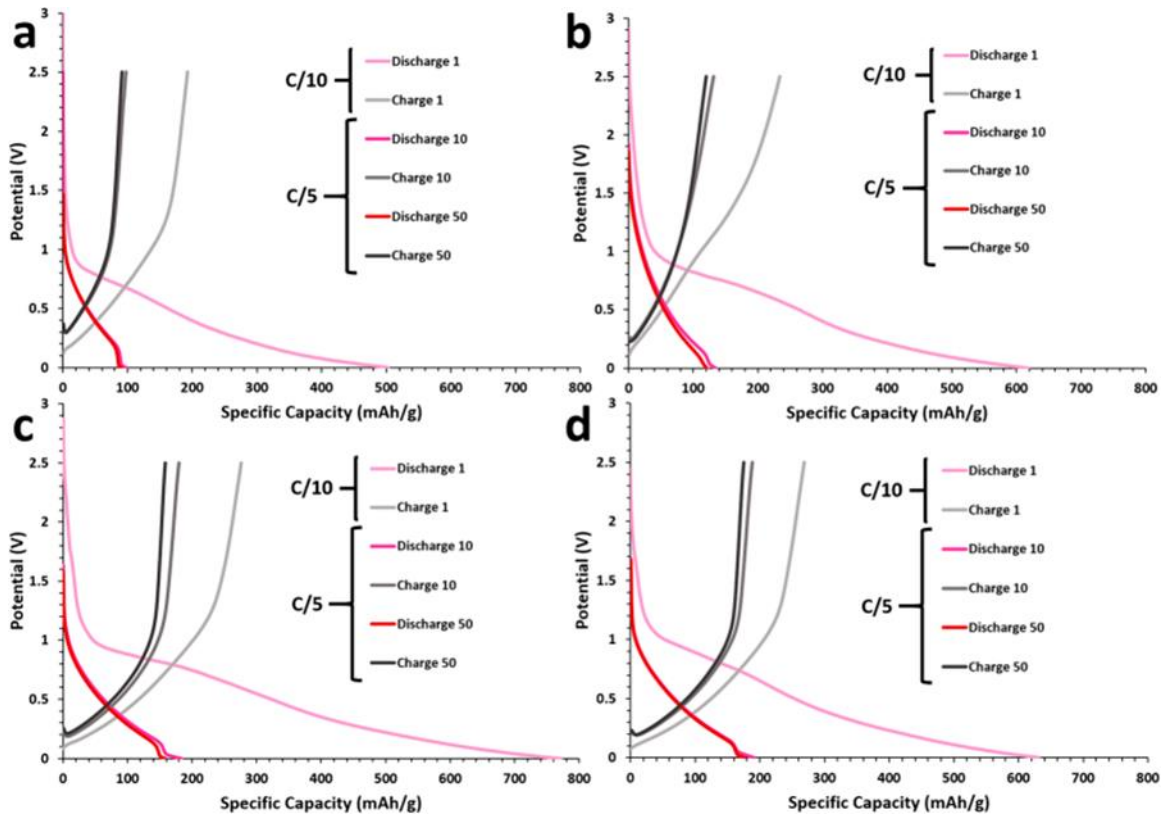 a
3
2.5
2
1.5
1
0.5
0
Potential (V)
0 100 200 300 400 500 600 700 800
Specific Capacity (mAh/g)
C/10
Discharge 1
Charge 1
C/5
Discharge 10
Charge 10
Discharge 50
Charge 50
b
3
2.5
2
1.5
1
0.5
0
Potential (V)
0 100 200 300 400 500 600 700 800
Specific Capacity (mAh/g)
C/10
Discharge 1
Charge 1
C/5
Discharge 10
Charge 10
Discharge 50
Charge 50
c
3
2.5
2
1.5
1
0.5
0
Potential (V)
0 100 200 300 400 500 600 700 800
Specific Capacity (mAh/g)
C/10
Discharge 1
Charge 1
C/5
Discharge 10
Charge 10
Discharge 50
Charge 50
d
3
2.5
2
1.5
1
0.5
0
Potential (V)
0 100 200 300 400 500 600 700 800
Specific Capacity (mAh/g)
C/10
Discharge 1
Charge 1
C/5
Discharge 10
Charge 10
Discharge 50
Charge 50